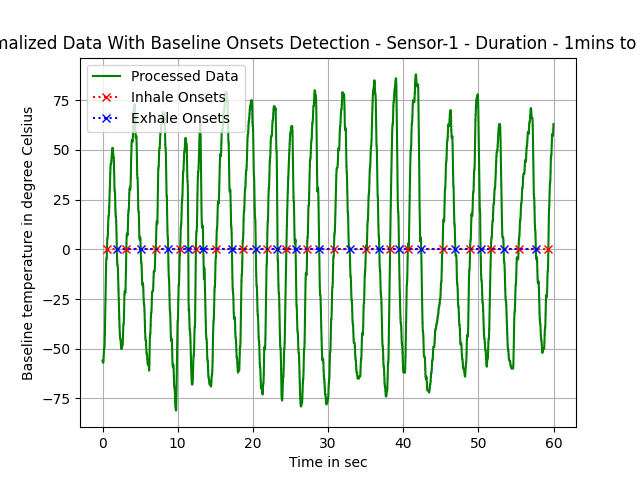 malized Data With Baseline Onsets Detection - Sensor-1 - Duration - 1mins to
Processed Data
Inhale Onsets
Exhale Onsets
Baseline temperature in degree Celsius
75
50
25
0
−25
−50
−75
0 10 20 30 40 50 60
Time in sec